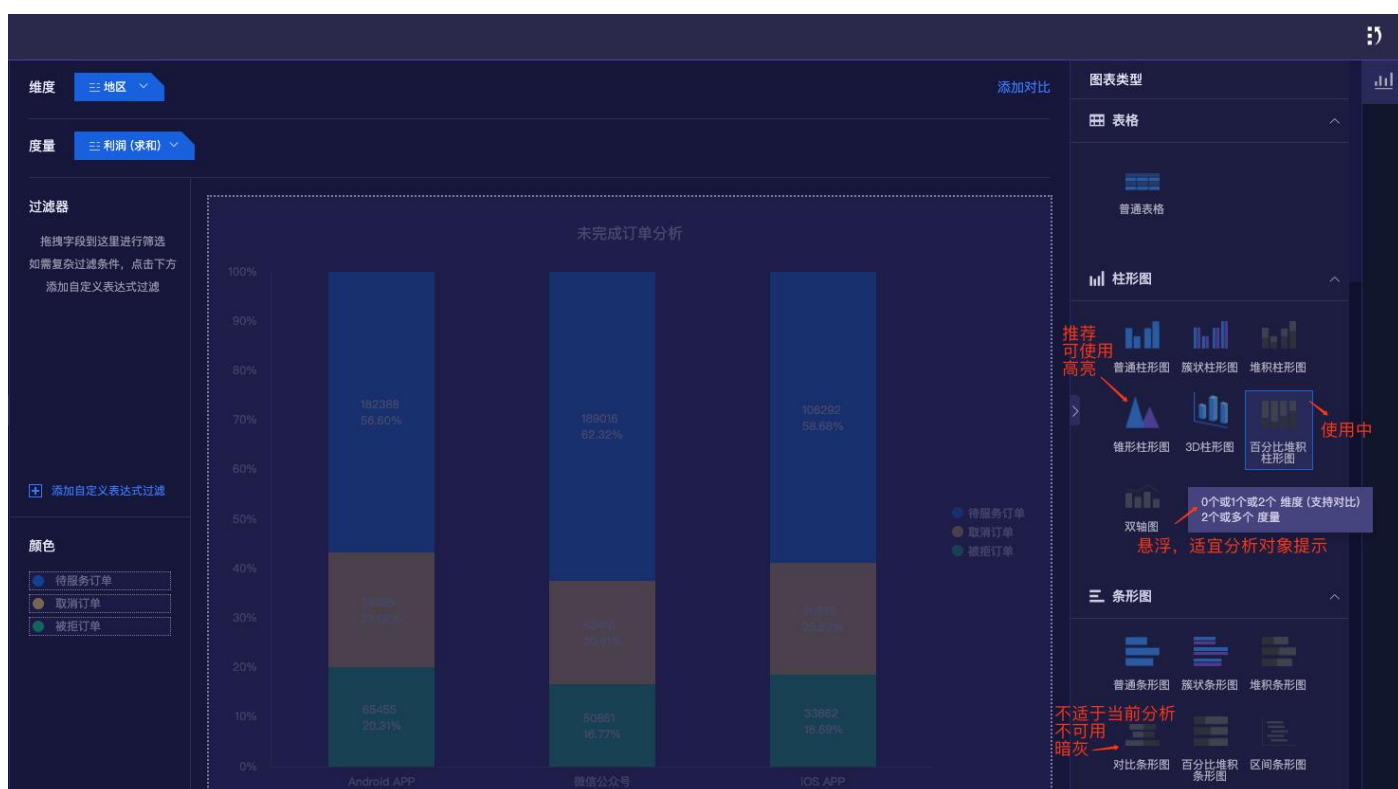 维度
地区
添加对比
度量
利润 (求和)
过滤器
拖拽字段到这里进行筛选
如需复杂过滤条件，点击下方
添加自定义表达式过滤
添加自定义表达式过滤
颜色
待服务订单
取消订单
被拒订单
未完成订单分析
100%
90%
80%
70%
60%
50%
40%
30%
20%
10%
0%
182388
56.60%
65455
20.31%
189016
62.32%
50861
16.77%
106292
58.68%
33862
18.69%
Android APP
微信公众号
iOS APP
待服务订单
取消订单
被拒订单
图表类型
表格
普通表格
柱形图
推荐
可使用
高亮
普通柱形图
簇状柱形图
堆积柱形图
锥形柱形图
3D柱形图
百分比堆积
柱形图
使用中
双轴图
0个或1个或2个 维度 (支持对比)
2个或多个 度量
悬浮，适宜分析对象提示
条形图
普通条形图
簇状条形图
堆积条形图
不适于当前分析
不可用
暗灰
对比条形图
百分比堆积
条形图
区间条形图